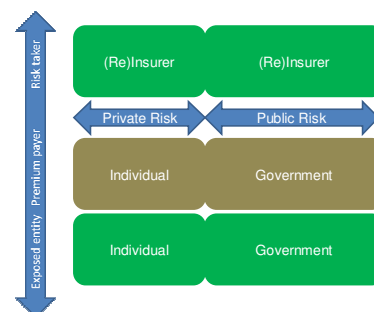 Risk taker
(Re)Insurer
(Re)Insurer
Private Risk
Public Risk
Premium payer
Individual
Government
Exposed entity
Individual
Government